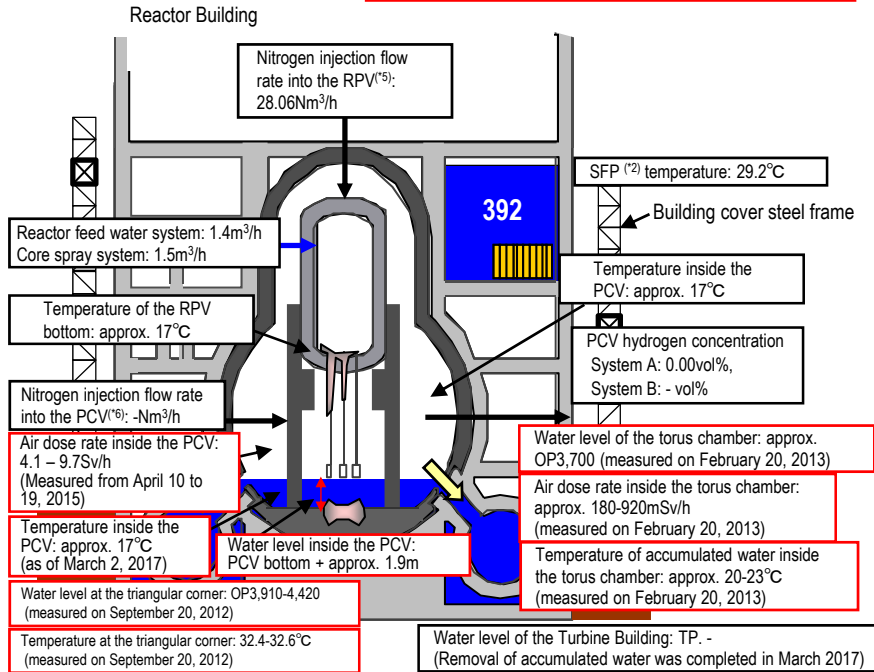 Reactor Building
Nitrogen injection flow
rate into the RPV(*5):
28.06Nm3/h
SFP (*2) temperature: 29.2℃
392
Building cover steel frame
Reactor feed water system: 1.4m3/h
Core spray system: 1.5m3/h
Temperature inside the
PCV: approx. 17℃
Temperature of the RPV
bottom: approx. 17℃
PCV hydrogen concentration
System A: 0.00vol%,
System B: - vol%
Nitrogen injection flow rate
into the PCV(*6): -Nm3/h
Air dose rate inside the PCV:
4.1 – 9.7Sv/h
(Measured from April 10 to
19, 2015)
Water level of the torus chamber: approx.
OP3,700 (measured on February 20, 2013)
Air dose rate inside the torus chamber:
approx. 180-920mSv/h
(measured on February 20, 2013)
Temperature inside the
PCV: approx. 17℃
(as of March 2, 2017)
Water level inside the PCV:
PCV bottom + approx. 1.9m
Temperature of accumulated water inside
the torus chamber: approx. 20-23℃
(measured on February 20, 2013)
Water level at the triangular corner: OP3,910-4,420
(measured on September 20, 2012)
Temperature at the triangular corner: 32.4-32.6℃
(measured on September 20, 2012)
Water level of the Turbine Building: TP. -
(Removal of accumulated water was completed in March 2017)